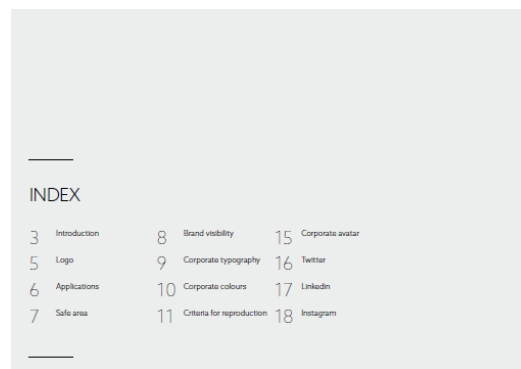 INDEX
3 Introduction
5 Logo
6 Applications
7 Safe area
8 Brand visibility
9 Corporate typography
10 Corporate colours
11 Criteria for reproduction
15 Corporate avatar
16 Twitter
17 Linkedin
18 Instagram